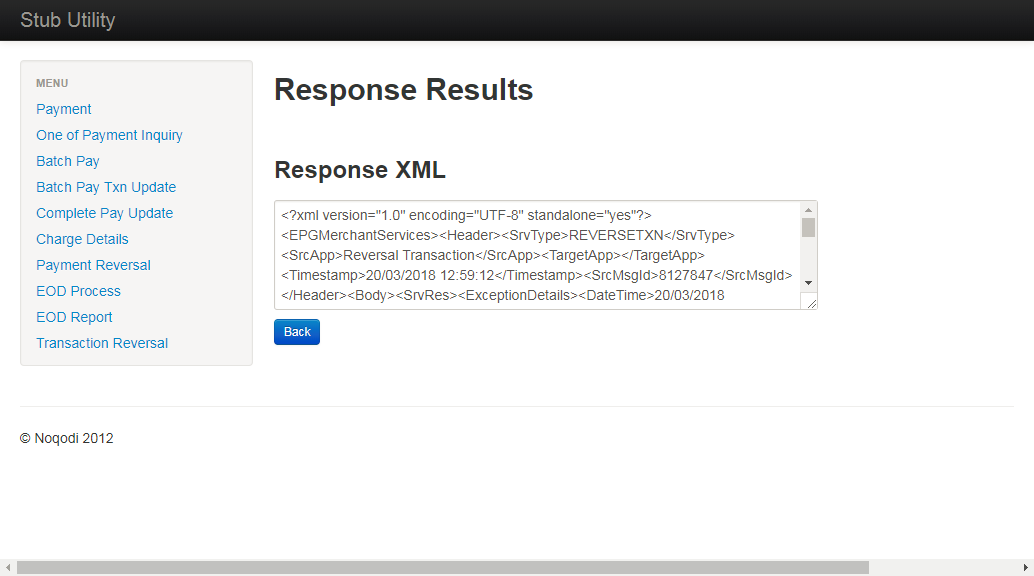 Stub Utility
MENU
Payment
One of Payment Inquiry
Batch Pay
Batch Pay Txn Update
Complete Pay Update
Charge Details
Payment Reversal
EOD Process
EOD Report
Transaction Reversal
Response Results
Response XML
<?xml version="1.0" encoding="UTF-8" standalone="yes"?>
<EPGMerchantServices><Header><SrvType>REVERSETXN</SrvType>
<SrcApp>Reversal Transaction</SrcApp><TargetApp></TargetApp>
<Timestamp>20/03/2018 12:59:12</Timestamp><SrcMsgId>8127847</SrcMsgId>
</Header><Body><SrvRes><ExceptionDetails><DateTime>20/03/2018
Back
© Noqodi 2012